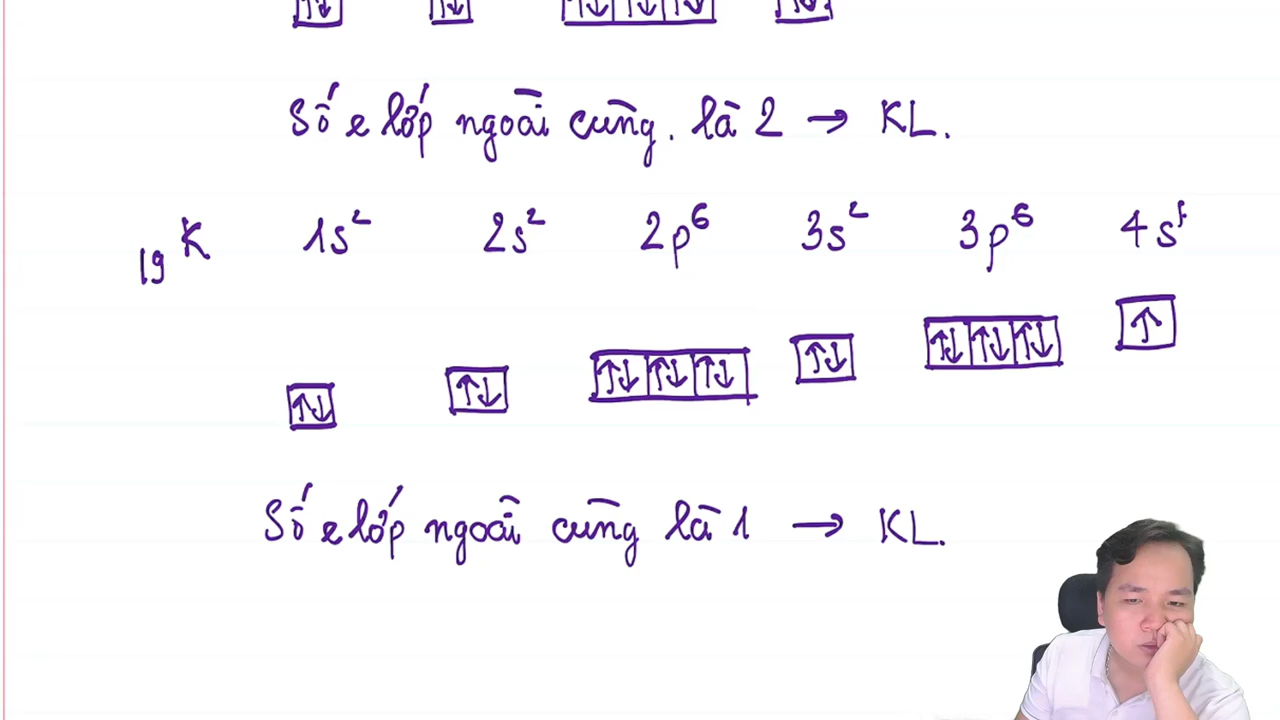 Số e lớp ngoài cùng. là 2 → KL.
₁₉K 1s² 2s² 2p⁶ 3s² 3p⁶ 4s¹
↑↓ ↑↓ ↑↓ ↑↓ ↑↓ ↑↓ ↑↓ ↑↓ ↑↓ ↑
Số e lớp ngoài cùng là 1 → KL.